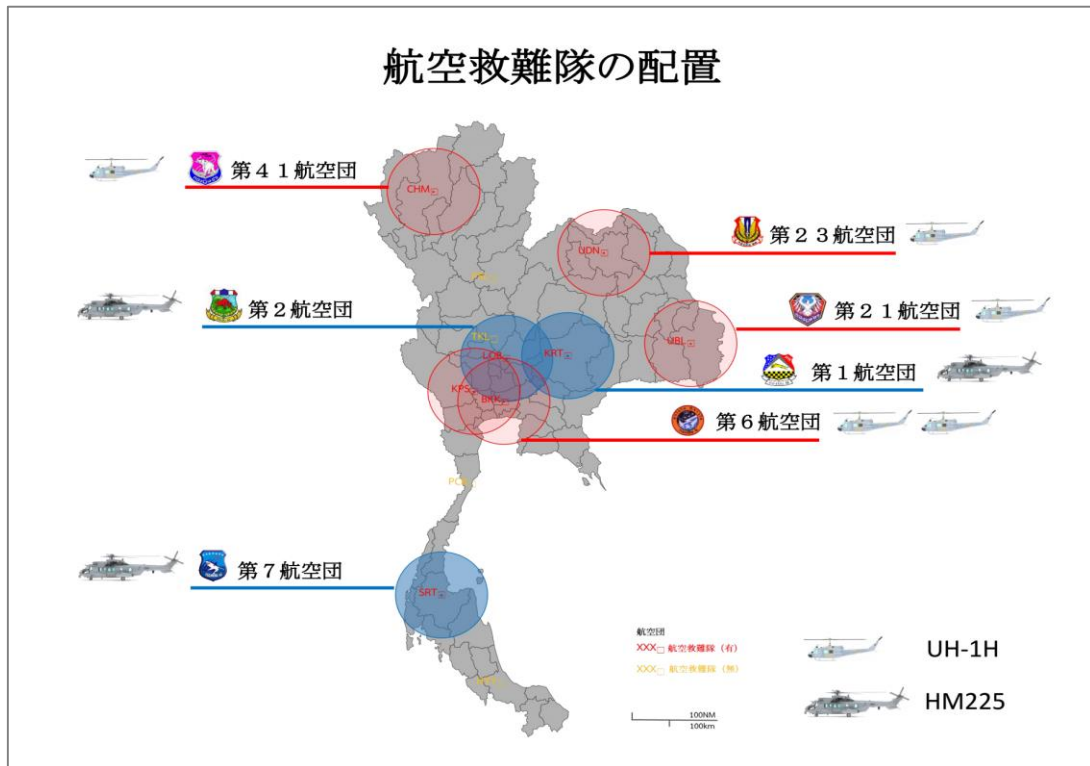 航空救難隊の配置
第４１航空団
CHM
第２３航空団
UDN
第２航空団
第２１航空団
TKL
LOB
KRT
UBL
第１航空団
KPS
BKK
第６航空団
第７航空団
SRT
航空団
XXX 航空救難隊（有）
XXX 航空救難隊（無）
100NM
100km
UH-1H
HM225